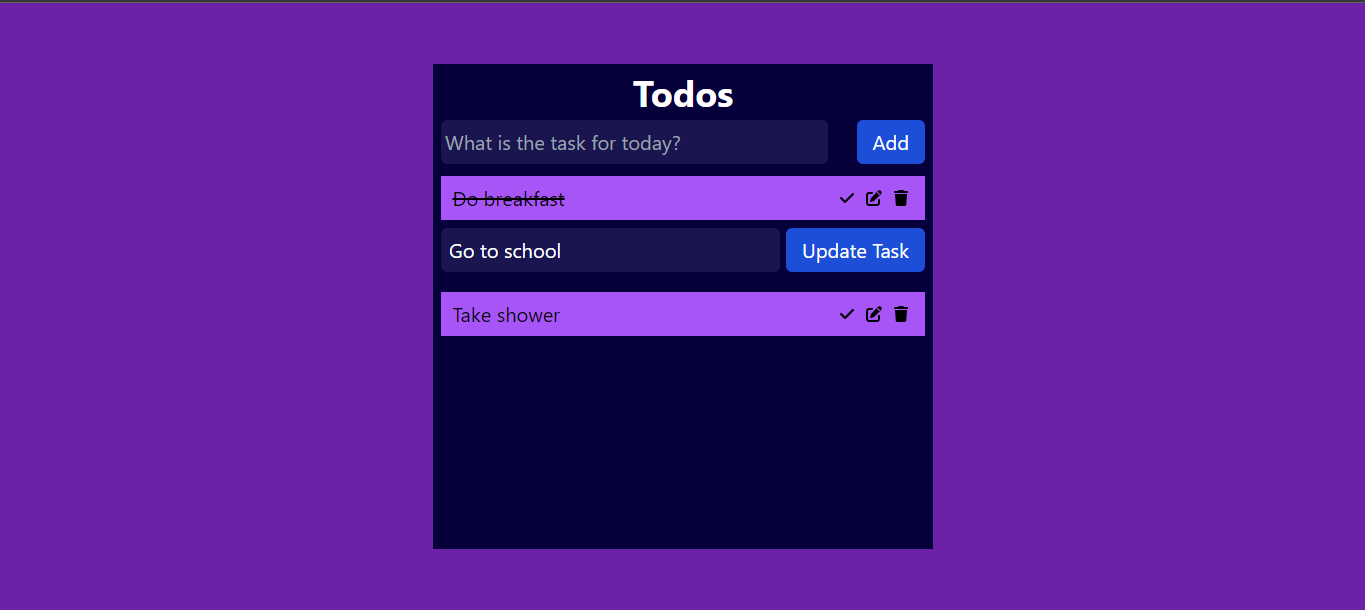 Todos
What is the task for today?
Add
Do breakfast
Go to school
Update Task
Take shower